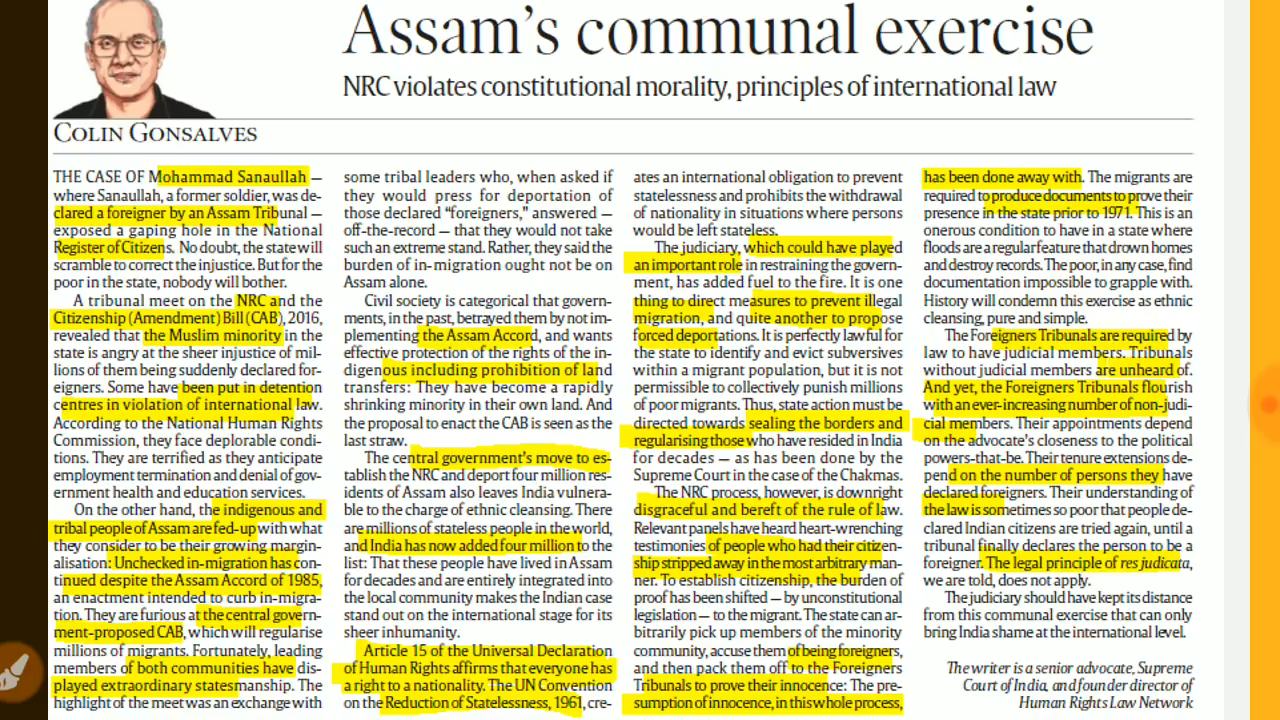 Assam's communal exercise
NRC violates constitutional morality, principles of international law
COLIN GONSALVES
THE CASE OF Mohammad Sanaullah —
where Sanaullah, a former soldier, was de-
clared a foreigner by an Assam Tribunal —
exposed a gaping hole in the National
Register of Citizens. No doubt, the state will
scramble to correct the injustice. But for the
poor in the state, nobody will bother.
A tribunal meet on the NRC and the
Citizenship (Amendment) Bill (CAB), 2016,
revealed that the Muslim minority in the
state is angry at the sheer injustice of mil-
lions of them being suddenly declared for-
eigners. Some have been put in detention
centres in violation of international law.
According to the National Human Rights
Commission, they face deplorable condi-
tions. They are terrified as they anticipate
employment termination and denial of gov-
ernment health and education services.
On the other hand, the indigenous and
tribal people of Assam are fed-up with what
they consider to be their growing margin-
alisation: Unchecked in-migration has con-
tinued despite the Assam Accord of 1985,
an enactment intended to curb in-migra-
tion. They are furious at the central govern-
ment-proposed CAB, which will regularise
millions of migrants. Fortunately, leading
members of both communities have dis-
played extraordinary statesmanship. The
highlight of the meet was an exchange with
some tribal leaders who, when asked if
they would press for deportation of
those declared "foreigners," answered —
off-the-record — that they would not take
such an extreme stand. Rather, they said the
burden of in-migration ought not be on
Assam alone.
Civil society is categorical that govern-
ments, in the past, betrayed them by not im-
plementing the Assam Accord, and wants
effective protection of the rights of the in-
digenous including prohibition of land
transfers: They have become a rapidly
shrinking minority in their own land. And
the proposal to enact the CAB is seen as the
last straw.
The central government's move to es-
tablish the NRC and deport four million res-
idents of Assam also leaves India vulnera-
ble to the charge of ethnic cleansing. There
are millions of stateless people in the world,
and India has now added four million to the
list: That these people have lived in Assam
for decades and are entirely integrated into
the local community makes the Indian case
stand out on the international stage for its
sheer inhumanity.
Article 15 of the Universal Declaration
of Human Rights affirms that everyone has
a right to a nationality. The UN Convention
on the Reduction of Statelessness, 1961, cre-
ates an international obligation to prevent
statelessness and prohibits the withdrawal
of nationality in situations where persons
would be left stateless.
The judiciary, which could have played
an important role in restraining the govern-
ment, has added fuel to the fire. It is one
thing to direct measures to prevent illegal
migration, and quite another to propose
forced deportations. It is perfectly lawful for
the state to identify and evict subversives
within a migrant population, but it is not
permissible to collectively punish millions
of poor migrants. Thus, state action must be
directed towards sealing the borders and
regularising those who have resided in India
for decades — as has been done by the
Supreme Court in the case of the Chakmas.
The NRC process, however, is downright
disgraceful and bereft of the rule of law.
Relevant panels have heard heart-wrenching
testimonies of people who had their citizen-
ship stripped away in the most arbitrary man-
ner. To establish citizenship, the burden of
proof has been shifted — by unconstitutional
legislation — to the migrant. The state can ar-
bitrarily pick up members of the minority
community, accuse them of being foreigners,
and then pack them off to the Foreigners
Tribunals to prove their innocence: The pre-
sumption of innocence, in this whole process,
has been done away with. The migrants are
required to produce documents to prove their
presence in the state prior to 1971. This is an
onerous condition to have in a state where
floods are a regular feature that drown homes
and destroy records. The poor, in any case, find
documentation impossible to grapple with.
History will condemn this exercise as ethnic
cleansing, pure and simple.
The Foreigners Tribunals are required by
law to have judicial members. Tribunals
without judicial members are unheard of.
And yet, the Foreigners Tribunals flourish
with an ever-increasing number of non-judi-
cial members. Their appointments depend
on the advocate's closeness to the political
powers-that-be. Their tenure extensions de-
pend on the number of persons they have
declared foreigners. Their understanding of
the law is sometimes so poor that people de-
clared Indian citizens are tried again, until a
tribunal finally declares the person to be a
foreigner. The legal principle of res judicata,
we are told, does not apply.
The judiciary should have kept its distance
from this communal exercise that can only
bring India shame at the international level.
The writer is a senior advocate, Supreme
Court of India, and founder director of
Human Rights Law Network